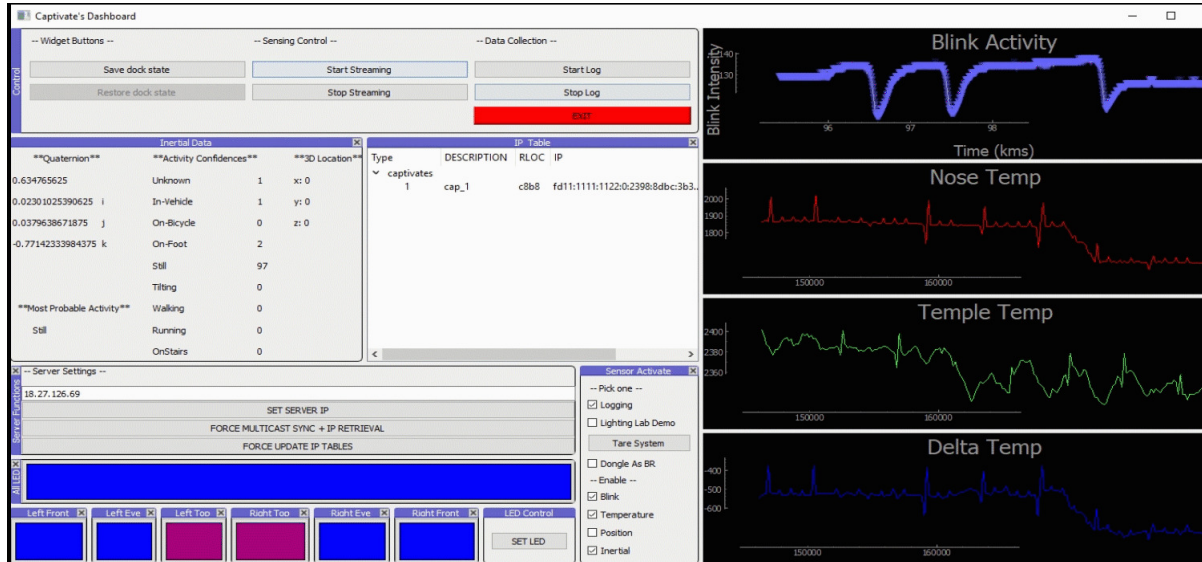 Captivate's Dashboard
Control
-- Widget Buttons --
-- Sensing Control --
-- Data Collection --
Save dock state
Start Streaming
Start Log
Restore dock state
Stop Streaming
Stop Log
EXIT
Inertial Data
**Quaternion**
**Activity Confidences**
**3D Location**
0.634765625
Unknown 1
x: 0
0.02301025390625 i
In-Vehicle 1
y: 0
0.0379638671875 j
On-Bicycle 0
z: 0
-0.77142333984375 k
On-Foot 2
Still 97
Tilting 0
**Most Probable Activity**
Walking 0
Still
Running 0
OnStairs 0
IP Table
Type DESCRIPTION RLOC IP
captivates
1 cap_1 c8b8 fd11:1111:1122:0:2398:8dbc:3b3..
Server Functions
-- Server Settings --
18.27.126.69
SET SERVER IP
FORCE MULTICAST SYNC + IP RETRIEVAL
FORCE UPDATE IP TABLES
All LED
Left Front
Left Eye
Left Top
Right Top
Right Eye
Right Front
LED Control
SET LED
Sensor Activate
-- Pick one --
Logging
Lighting Lab Demo
Tare System
Dongle As BR
-- Enable --
Blink
Temperature
Position
Inertial
Blink Activity
Blink Intensity
140
130
96 97 98
Time (kms)
Nose Temp
2000
1900
1800
150000 160000
Temple Temp
2400
2380
2360
150000 160000
Delta Temp
-400
-500
-600
150000 160000